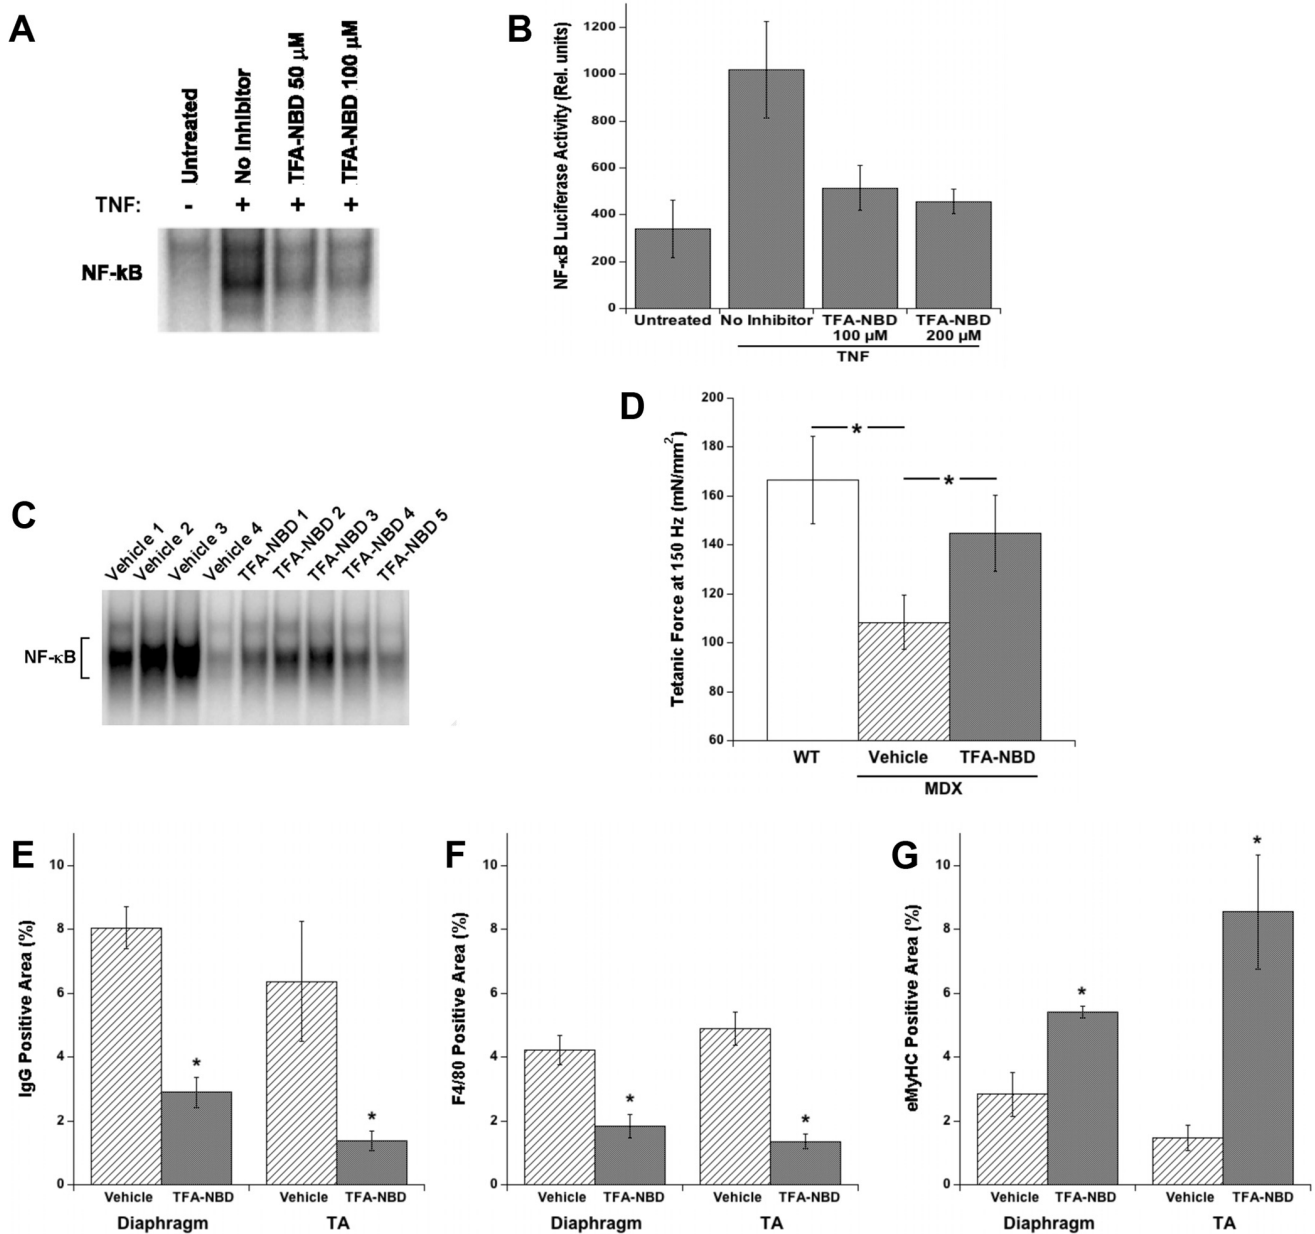 A
Untreated
No Inhibitor
TFA-NBD 50 µM
TFA-NBD 100 µM
TNF: - + + +
NF-kB
B
NF-κB Luciferase Activity (Rel. units)
1200
1000
800
600
400
200
0
Untreated No Inhibitor TFA-NBD TFA-NBD
100 µM 200 µM
TNF
C
Vehicle 1
Vehicle 2
Vehicle 3
Vehicle 4
TFA-NBD 1
TFA-NBD 2
TFA-NBD 3
TFA-NBD 4
TFA-NBD 5
NF-κB
D
Tetanic Force at 150 Hz (mN/mm²)
200
180
160
140
120
100
80
60
*
*
WT Vehicle TFA-NBD
MDX
E
IgG Positive Area (%)
10
8
6
4
2
0
*
*
Vehicle TFA-NBD Vehicle TFA-NBD
Diaphragm TA
F
F4/80 Positive Area (%)
10
8
6
4
2
0
*
*
Vehicle TFA-NBD Vehicle TFA-NBD
Diaphragm TA
G
eMyHC Positive Area (%)
10
8
6
4
2
0
*
*
Vehicle TFA-NBD Vehicle TFA-NBD
Diaphragm TA